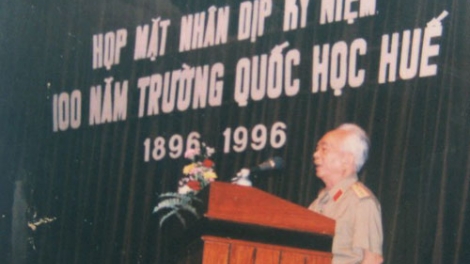 HỌP MẶT NHÂN DỊP KỶ NIỆM
100 NĂM TRƯỜNG QUỐC HỌC HUẾ
1896 1996